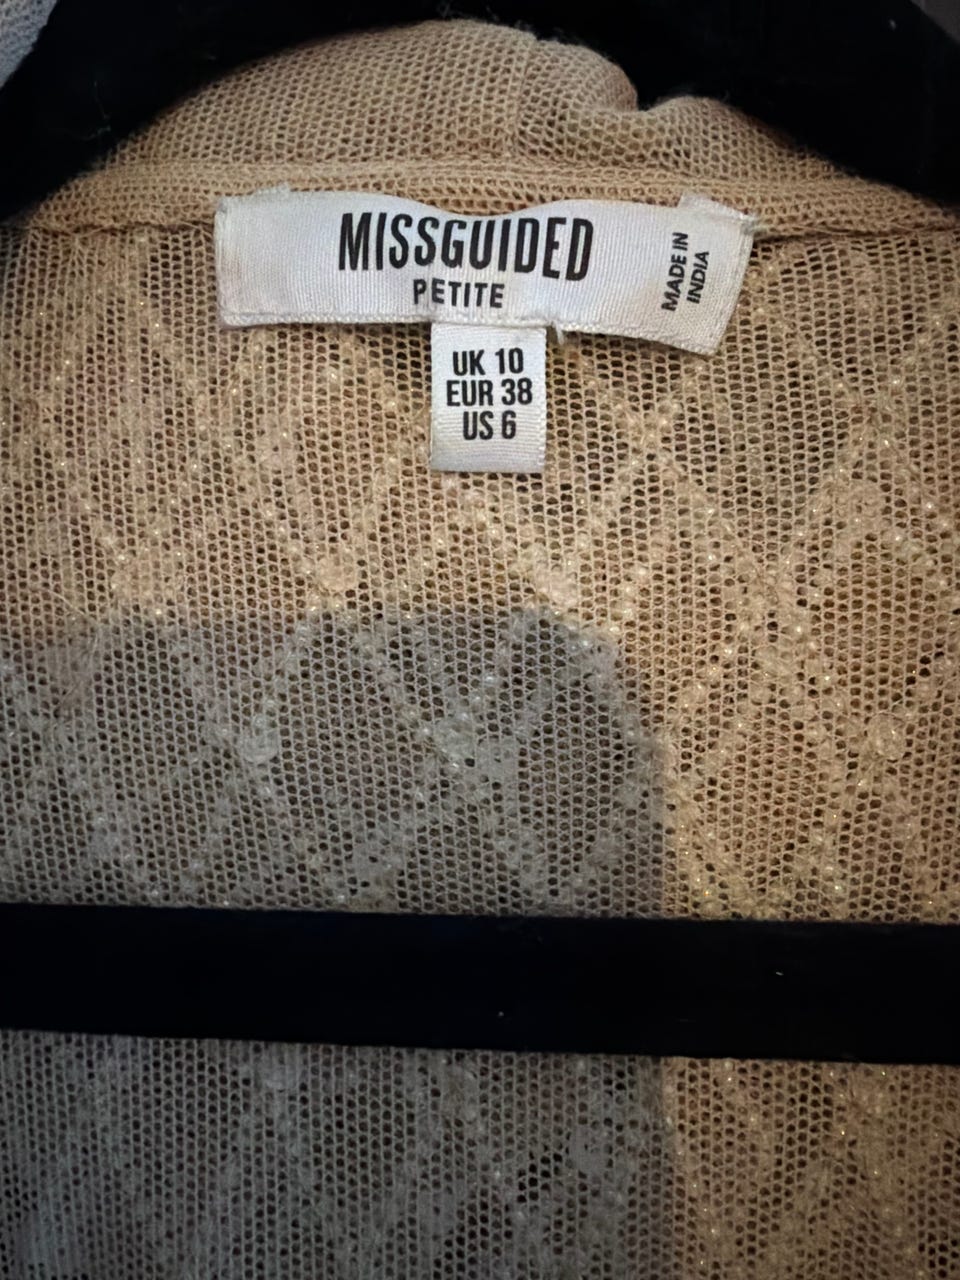 MISSGUIDED
PETITE
MADE IN
INDIA
UK 10
EUR 38
US 6